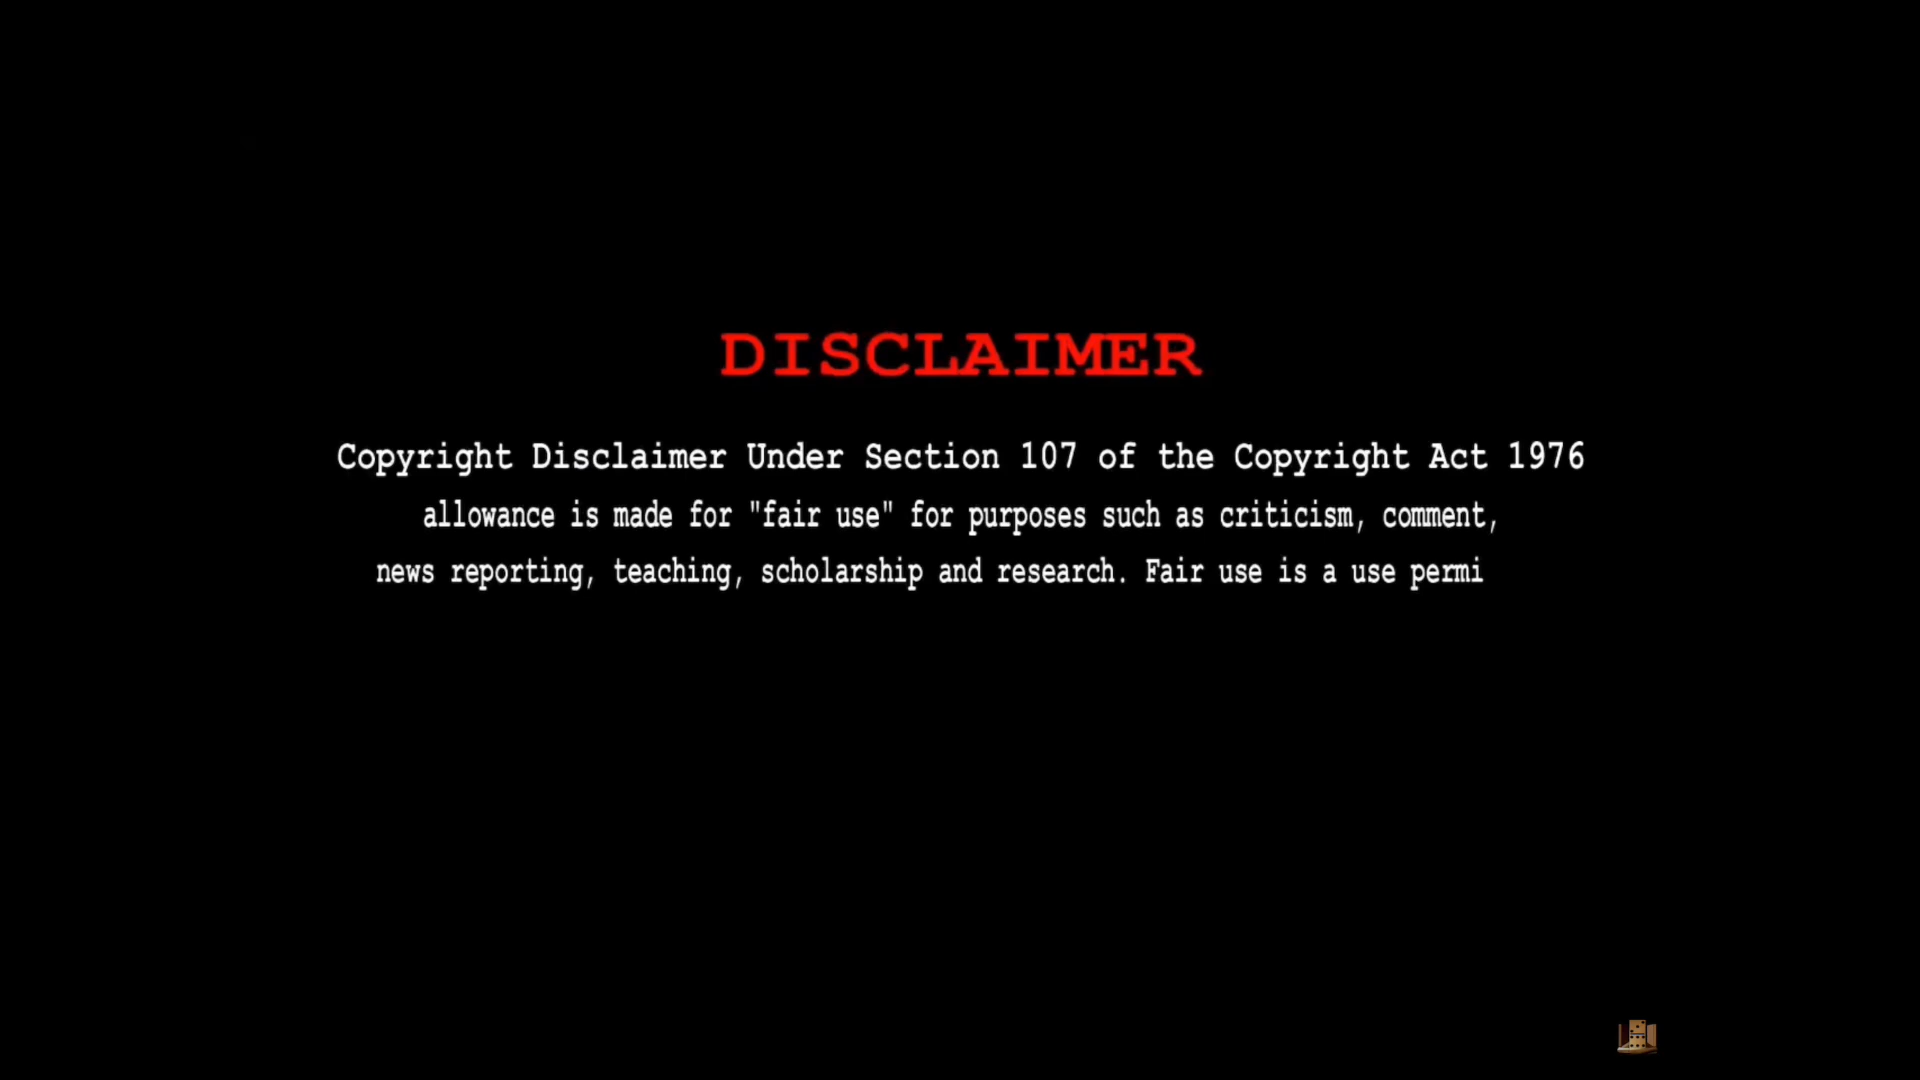 DISCLAIMER
Copyright Disclaimer Under Section 107 of the Copyright Act 1976
allowance is made for "fair use" for purposes such as criticism, comment,
news reporting, teaching, scholarship and research. Fair use is a use permi